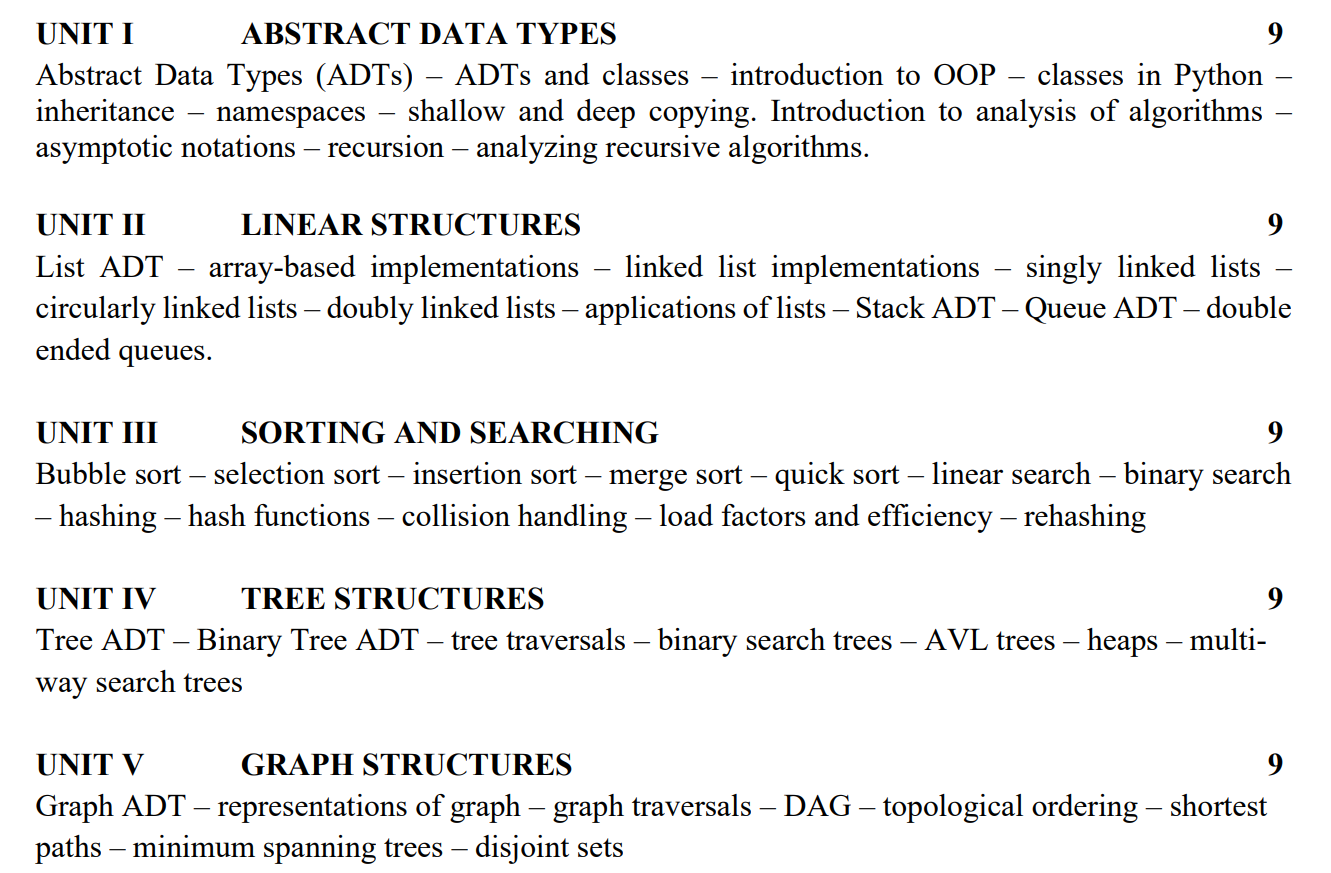 UNIT I ABSTRACT DATA TYPES 9
Abstract Data Types (ADTs) – ADTs and classes – introduction to OOP – classes in Python –
inheritance – namespaces – shallow and deep copying. Introduction to analysis of algorithms –
asymptotic notations – recursion – analyzing recursive algorithms.
UNIT II LINEAR STRUCTURES 9
List ADT – array-based implementations – linked list implementations – singly linked lists –
circularly linked lists – doubly linked lists – applications of lists – Stack ADT – Queue ADT – double
ended queues.
UNIT III SORTING AND SEARCHING 9
Bubble sort – selection sort – insertion sort – merge sort – quick sort – linear search – binary search
– hashing – hash functions – collision handling – load factors and efficiency – rehashing
UNIT IV TREE STRUCTURES 9
Tree ADT – Binary Tree ADT – tree traversals – binary search trees – AVL trees – heaps – multi-
way search trees
UNIT V GRAPH STRUCTURES 9
Graph ADT – representations of graph – graph traversals – DAG – topological ordering – shortest
paths – minimum spanning trees – disjoint sets